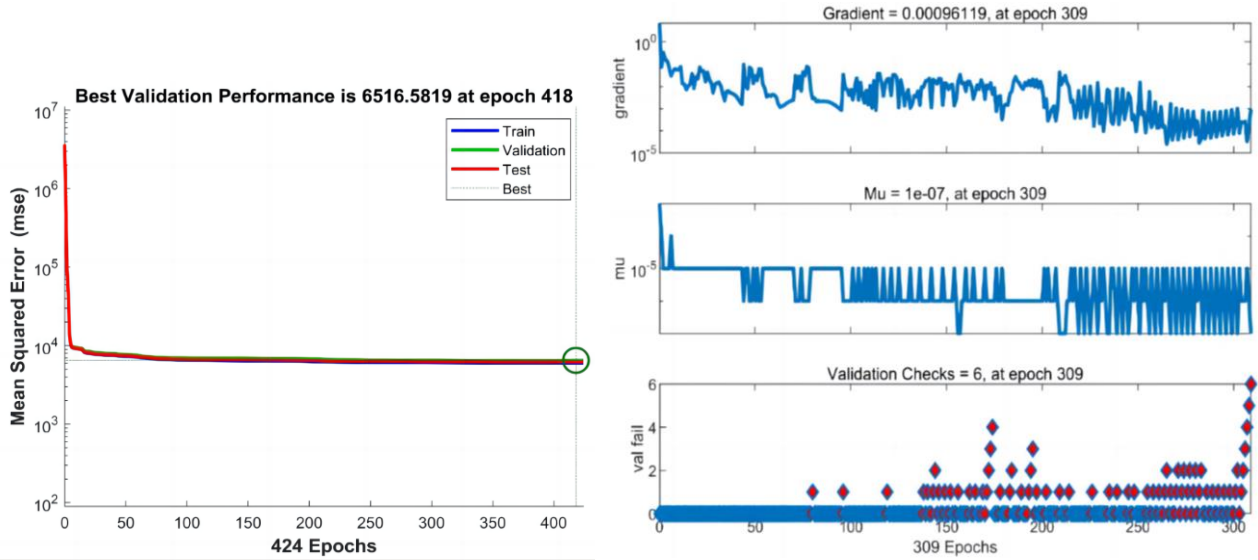 Best Validation Performance is 6516.5819 at epoch 418
Mean Squared Error (mse)
10^7
10^6
10^5
10^4
10^3
10^2
Train
Validation
Test
Best
0 50 100 150 200 250 300 350 400
424 Epochs
Gradient = 0.00096119, at epoch 309
gradient
10^0
10^-5
Mu = 1e-07, at epoch 309
mu
10^-5
Validation Checks = 6, at epoch 309
val fail
6
4
2
0
0 50 100 150 200 250 300
309 Epochs